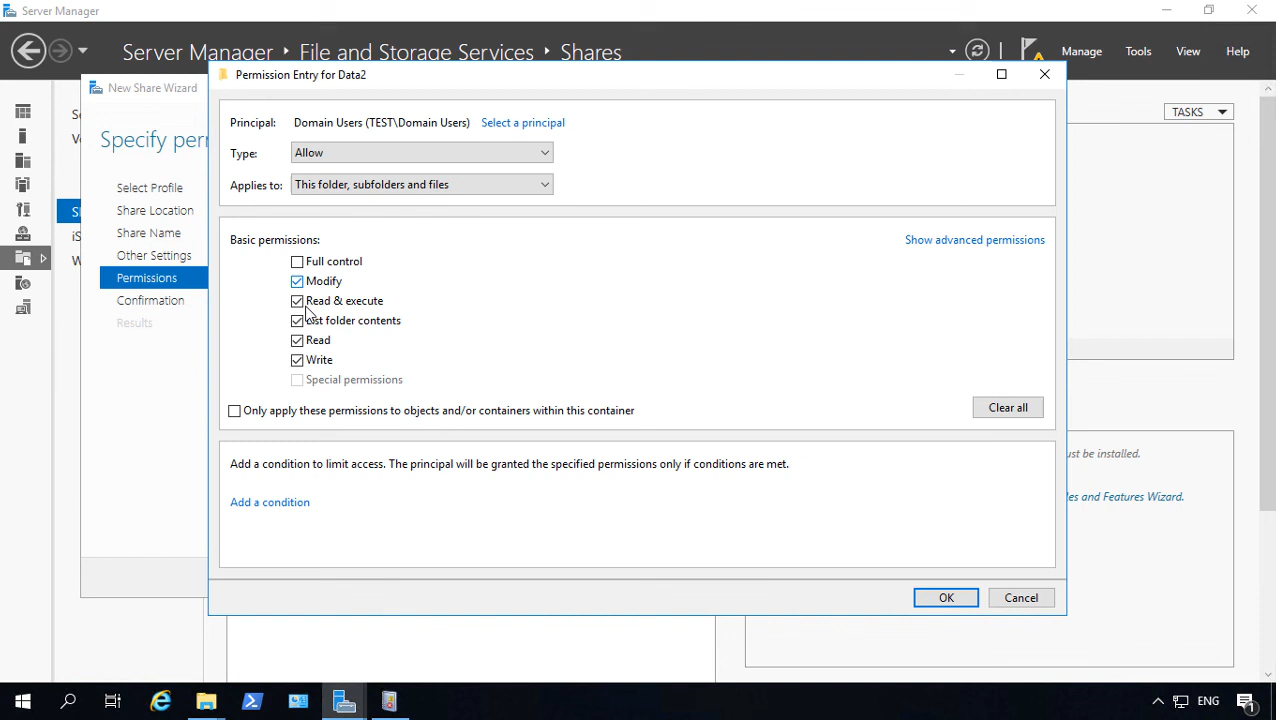 Server Manager
Server Manager ‣ File and Storage Services ‣ Shares
Manage Tools View Help
New Share Wizard
Permission Entry for Data2
TASKS
Specify per
Select Profile
Share Location
Share Name
Other Settings
Permissions
Confirmation
Results
Principal: Domain Users (TEST\Domain Users) Select a principal
Type: Allow
Applies to: This folder, subfolders and files
Basic permissions:
Show advanced permissions
Full control
Modify
Read & execute
List folder contents
Read
Write
Special permissions
Only apply these permissions to objects and/or containers within this container
Clear all
Add a condition to limit access. The principal will be granted the specified permissions only if conditions are met.
Add a condition
ust be installed.
les and Features Wizard.
OK Cancel
ENG
1